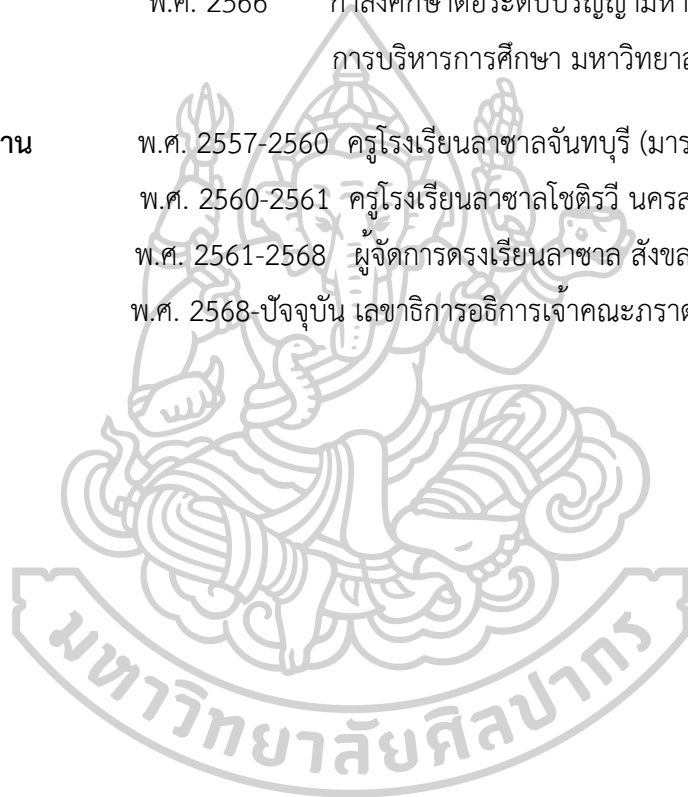 พ.ศ. 2566 กำลังศึกษาต่อระดับปริญญามหา
การบริหารการศึกษา มหาวิทยาล
าน พ.ศ. 2557-2560 ครูโรงเรียนลาซาลจันทบุรี (มาร
พ.ศ. 2560-2561 ครูโรงเรียนลาซาลโชติรวี นครส
พ.ศ. 2561-2568 ผู้จัดการดรงเรียนลาซาล สังขล
พ.ศ. 2568-ปัจจุบัน เลขาธิการอธิการเจ้าคณะภราด
มหาวิทยาลัยศิลปากร